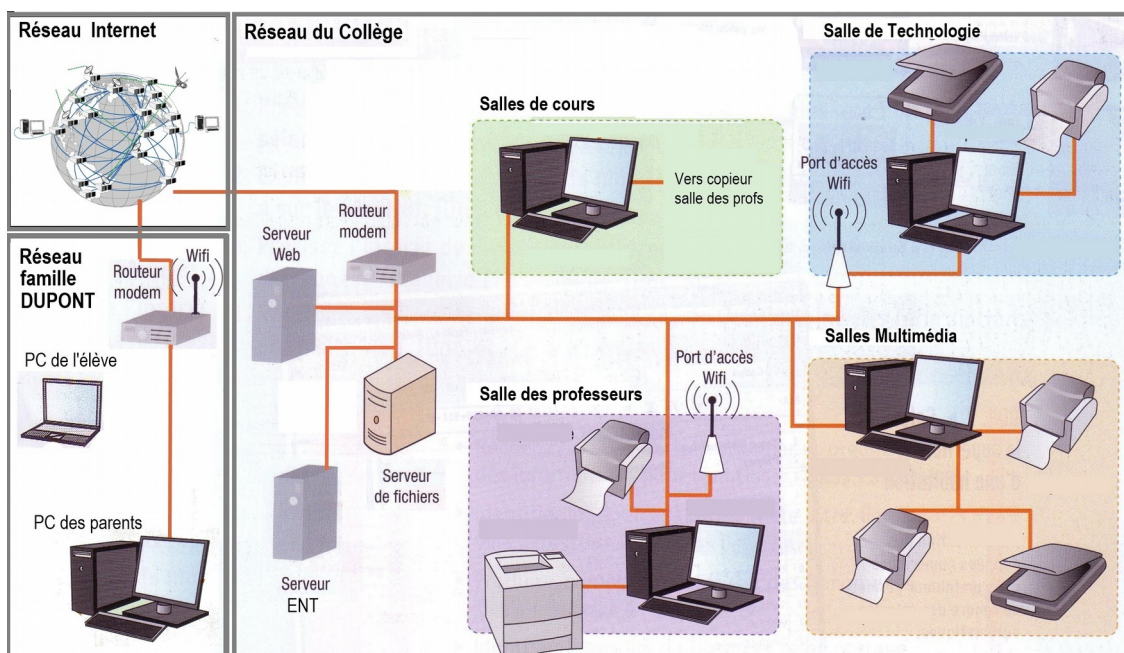 Réseau Internet
Réseau du Collège
Salle de Technologie
Salles de cours
Port d'accès
Wifi
Vers copieur
salle des profs
Routeur
modem
Serveur
Web
Réseau
famille
DUPONT
Wifi
Routeur
modem
PC de l'élève
Salles Multimédia
Port d'accès
Wifi
Salle des professeurs
Serveur
de fichiers
PC des parents
Serveur
ENT